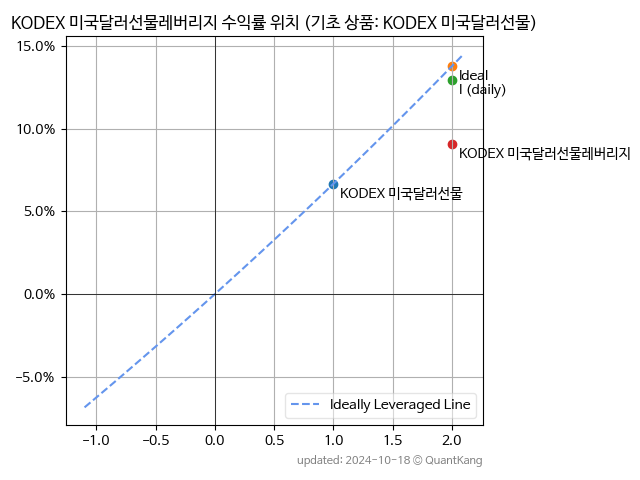 KODEX 미국달러선물레버리지 수익률 위치 (기초 상품: KODEX 미국달러선물)
15.0%
Ideal
I (daily)
10.0%
KODEX 미국달러선물레버리지
KODEX 미국달러선물
5.0%
0.0%
−5.0%
Ideally Leveraged Line
−1.0 −0.5 0.0 0.5 1.0 1.5 2.0
updated: 2024-10-18 © QuantKang